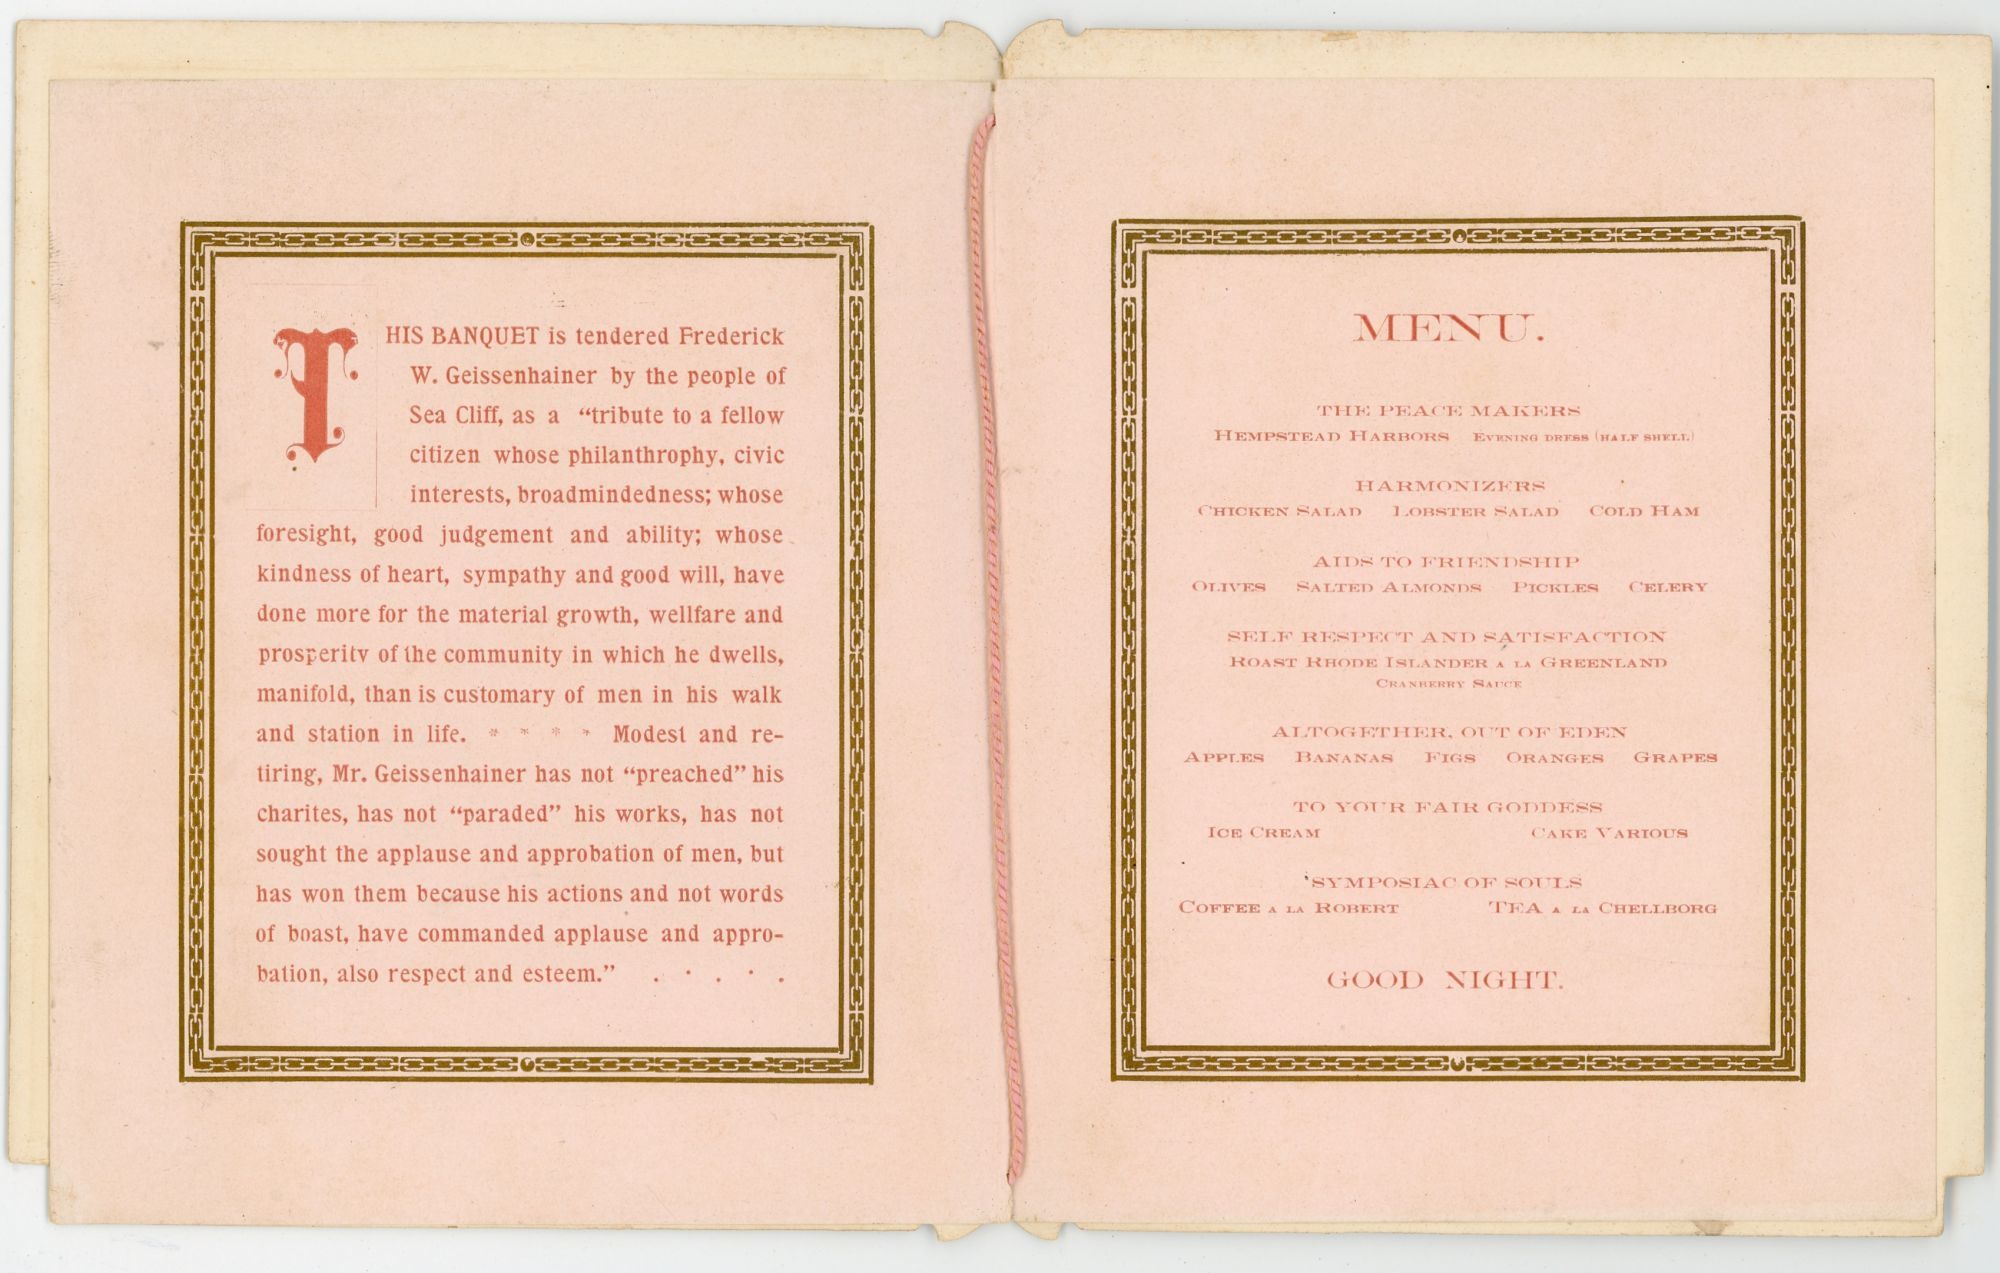 THIS BANQUET is tendered Frederick
W. Geissenhainer by the people of
Sea Cliff, as a “tribute to a fellow
citizen whose philanthrophy, civic
interests, broadmindedness; whose
foresight, good judgement and ability; whose
kindness of heart, sympathy and good will, have
done more for the material growth, wellfare and
prosperity of the community in which he dwells,
manifold, than is customary of men in his walk
and station in life. * * * * Modest and re-
tiring, Mr. Geissenhainer has not “preached” his
charites, has not “paraded” his works, has not
sought the applause and approbation of men, but
has won them because his actions and not words
of boast, have commanded applause and appro-
bation, also respect and esteem.” . . . . .
MENU.
THE PEACE MAKERS
HEMPSTEAD HARBORS EVENING DRESS (HALF SHELL)
HARMONIZERS
CHICKEN SALAD LOBSTER SALAD COLD HAM
AIDS TO FRIENDSHIP
OLIVES SALTED ALMONDS PICKLES CELERY
SELF RESPECT AND SATISFACTION
ROAST RHODE ISLANDER A LA GREENLAND
CRANBERRY SAUCE
ALTOGETHER, OUT OF EDEN
APPLES BANANAS FIGS ORANGES GRAPES
TO YOUR FAIR GODDESS
ICE CREAM CAKE VARIOUS
SYMPOSIAC OF SOULS
COFFEE A LA ROBERT TEA A LA CHELLBORG
GOOD NIGHT.